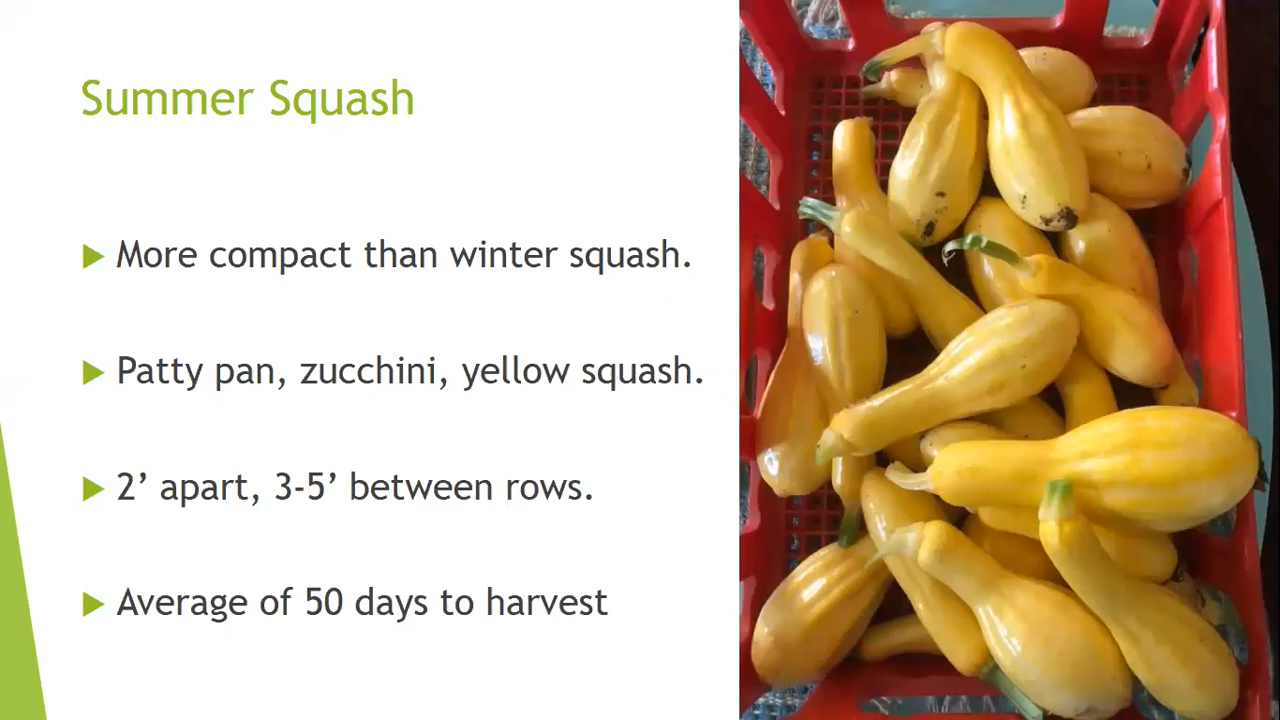 Summer Squash
More compact than winter squash.
Patty pan, zucchini, yellow squash.
2’ apart, 3-5’ between rows.
Average of 50 days to harvest